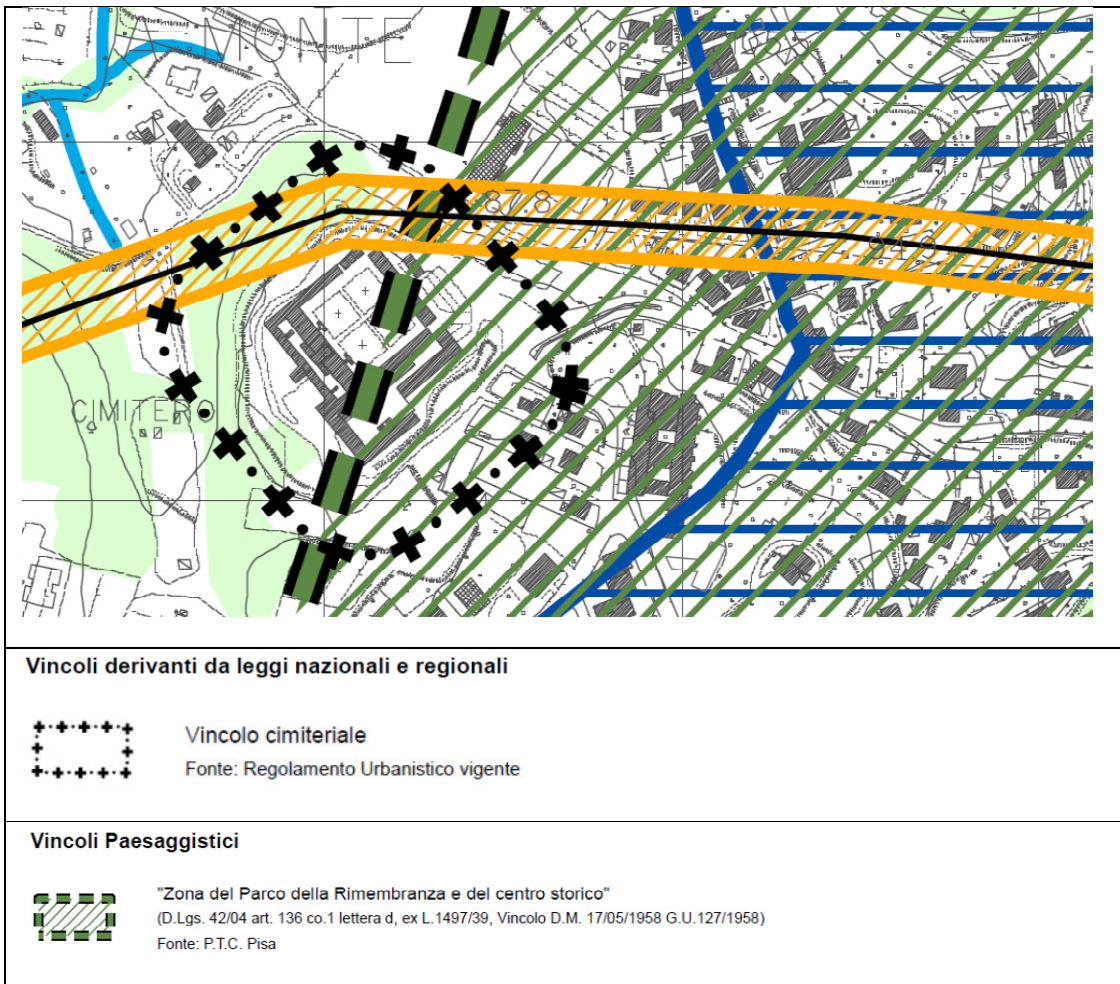 MONTE
67.8
CIMITERO
Vincoli derivanti da leggi nazionali e regionali
Vincolo cimiteriale
Fonte: Regolamento Urbanistico vigente
Vincoli Paesaggistici
"Zona del Parco della Rimembranza e del centro storico"
(D.Lgs. 42/04 art. 136 co.1 lettera d, ex L.1497/39, Vincolo D.M. 17/05/1958 G.U.127/1958)
Fonte: P.T.C. Pisa